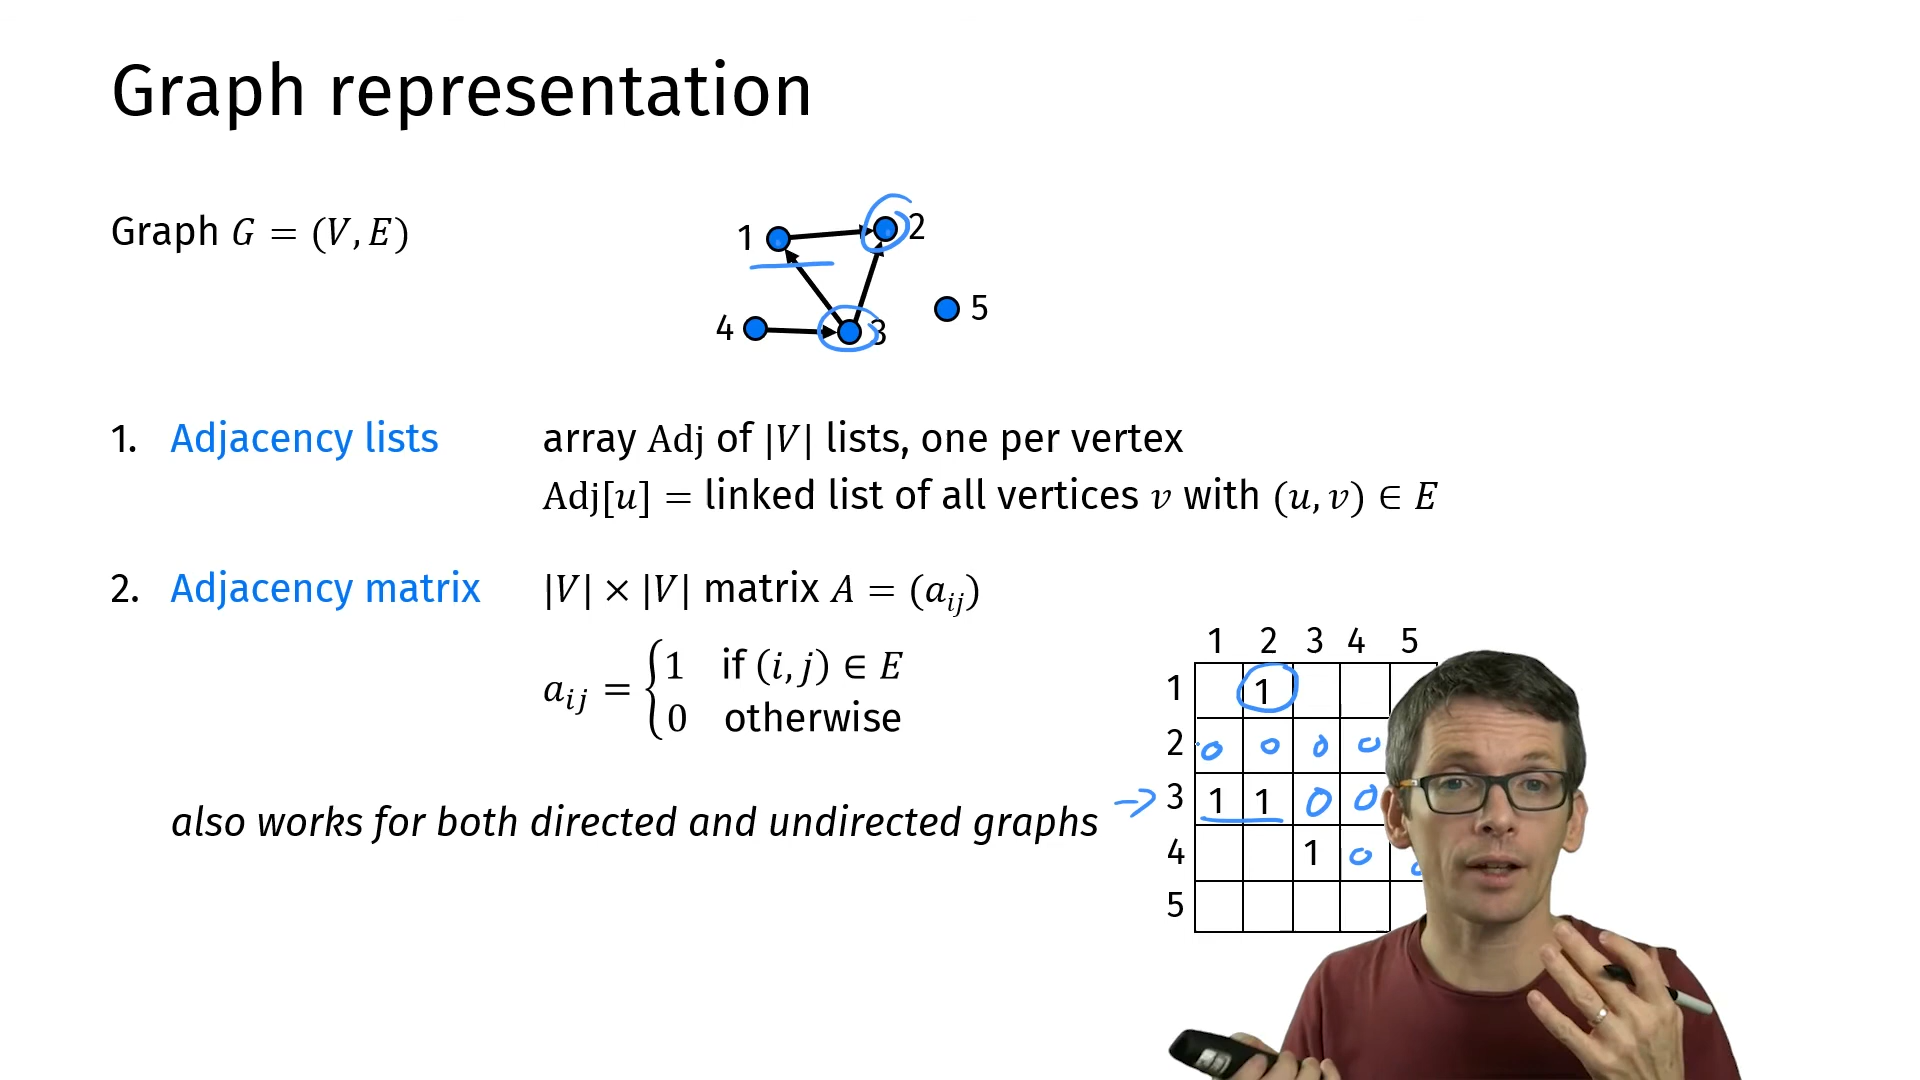 Graph representation
Graph G = (V, E)
1 2
4 3 5
1. Adjacency lists array Adj of |V| lists, one per vertex
Adj[u] = linked list of all vertices v with (u, v) ∈ E
2. Adjacency matrix |V| × |V| matrix A = (a_ij)
a_ij = { 1 if (i, j) ∈ E
0 otherwise
also works for both directed and undirected graphs
1 2 3 4 5
1 1
2 0 0 0 0
3 1 1 0 0
4 1 0
5